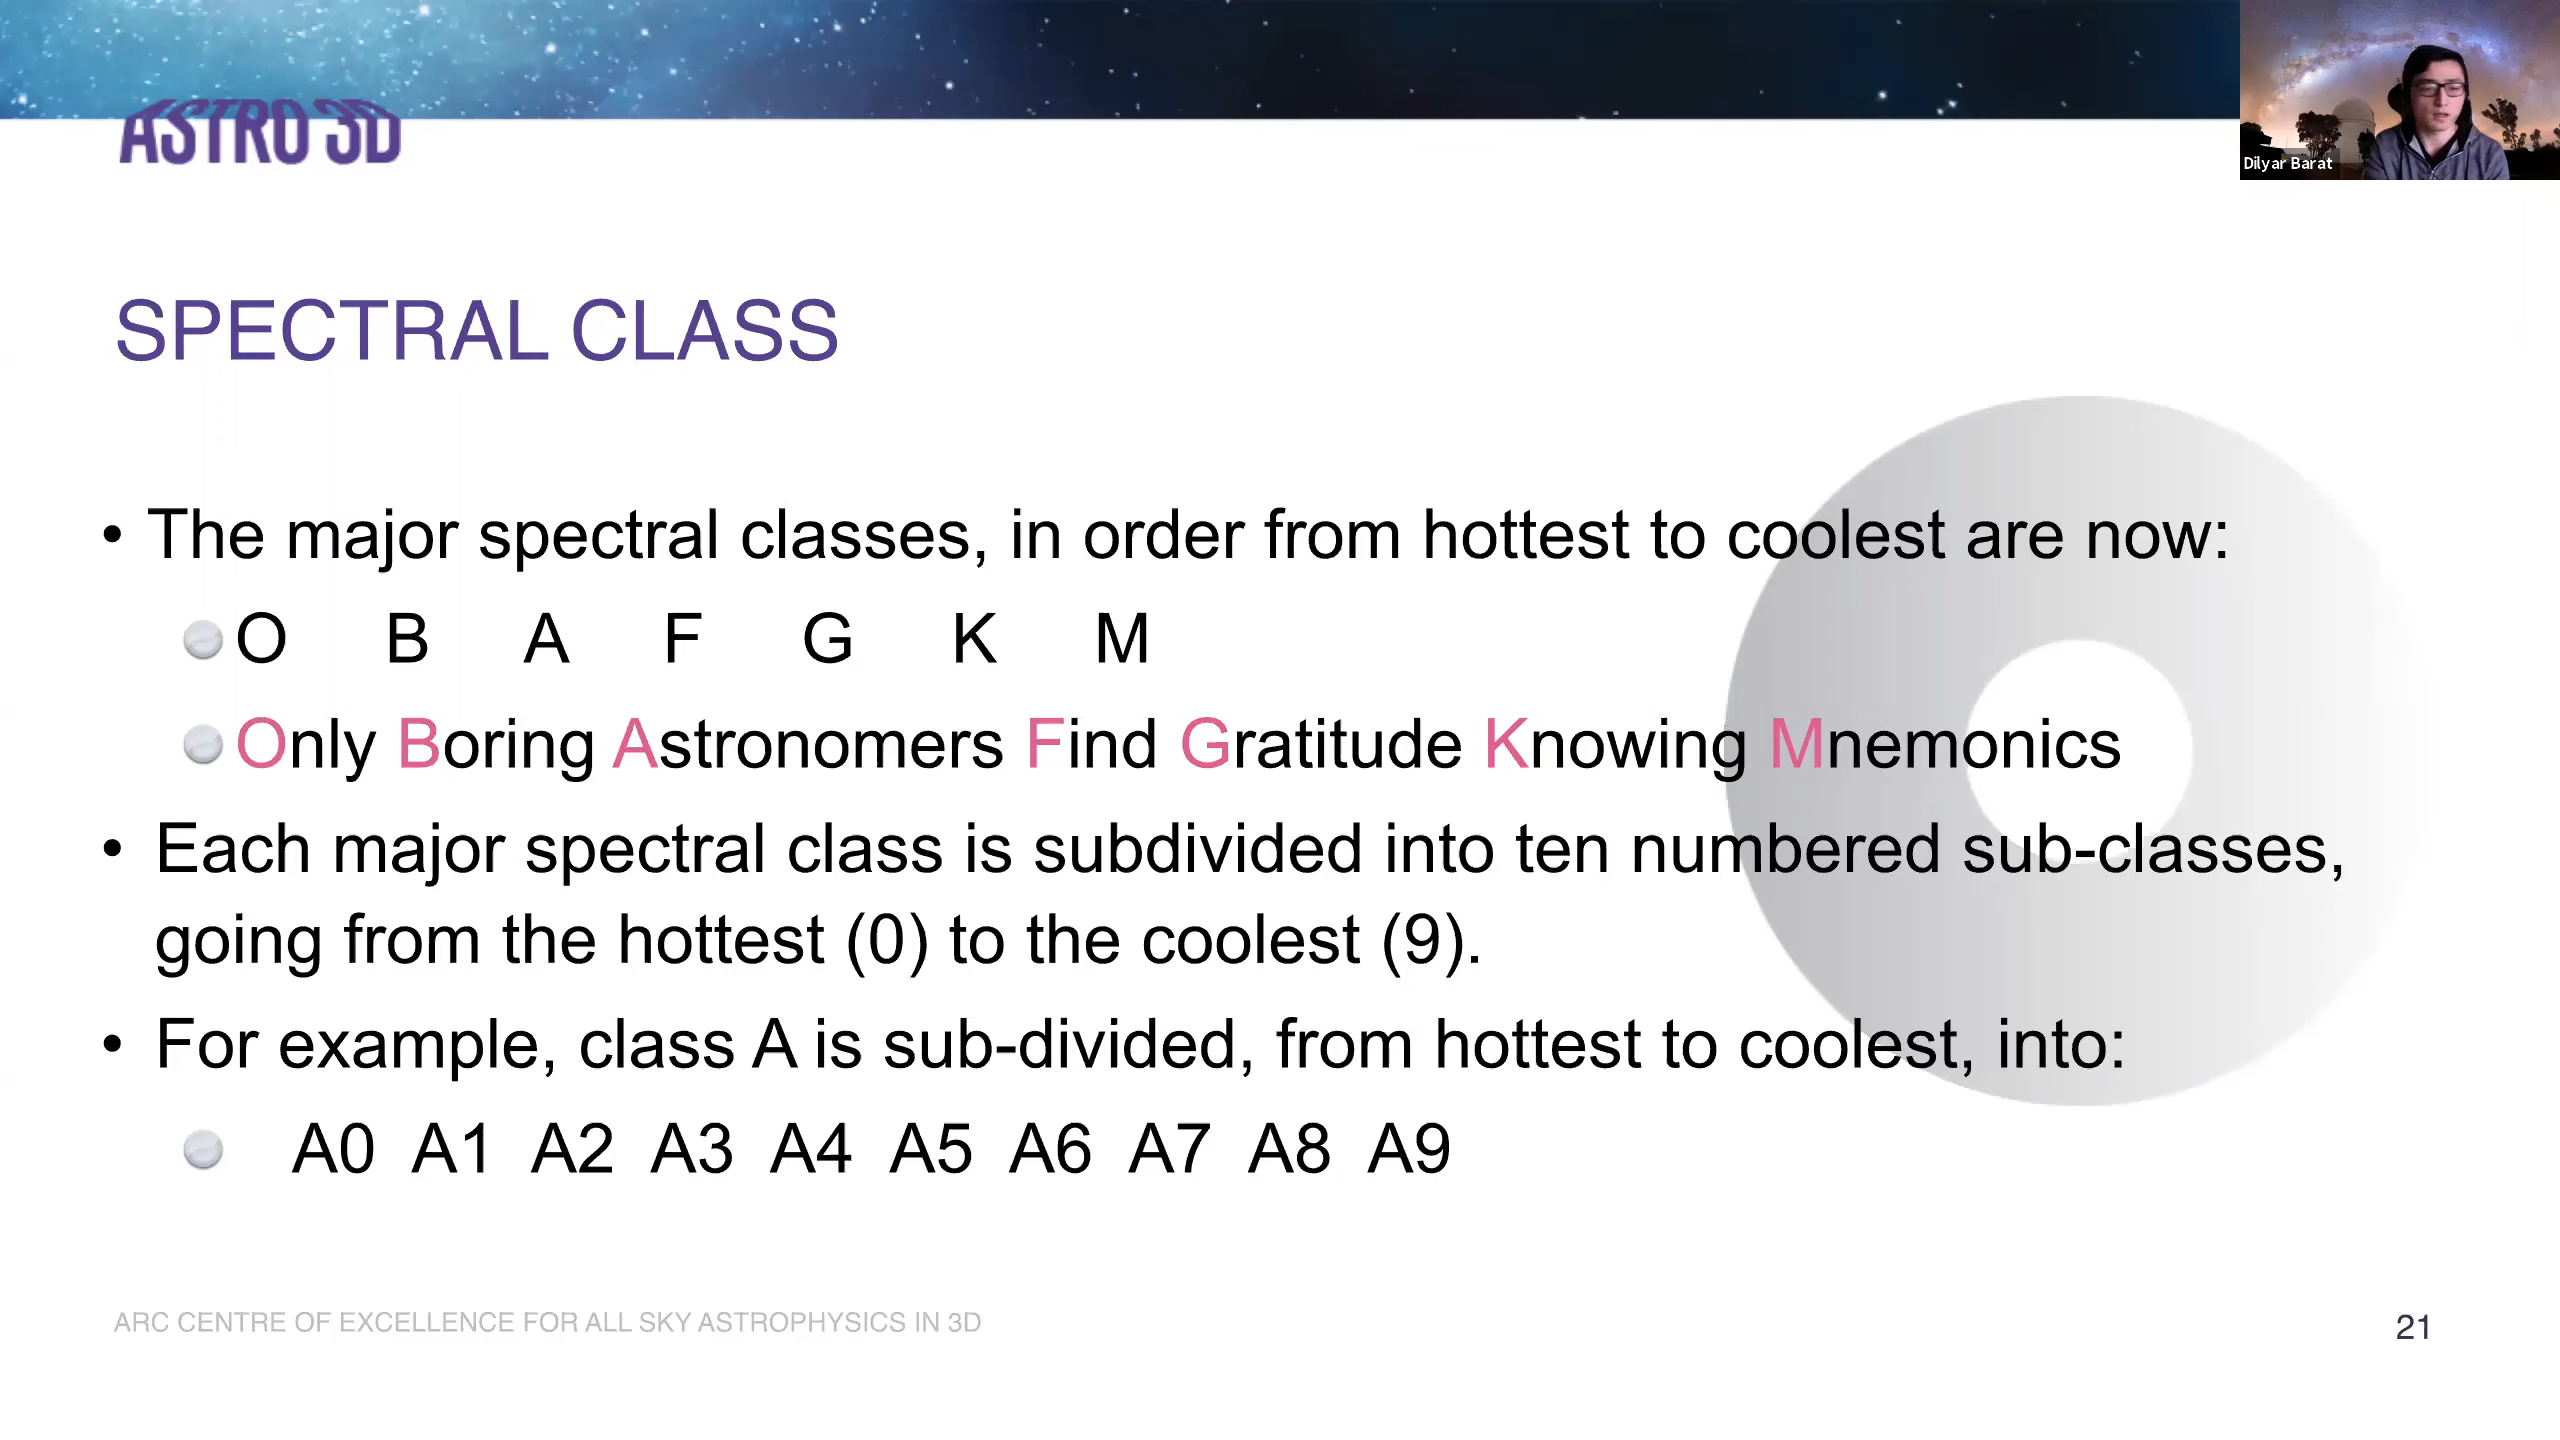 ASTRO 3D
Dilyar Barat
SPECTRAL CLASS
• The major spectral classes, in order from hottest to coolest are now:
O B A F G K M
Only Boring Astronomers Find Gratitude Knowing Mnemonics
• Each major spectral class is subdivided into ten numbered sub-classes,
going from the hottest (0) to the coolest (9).
• For example, class A is sub-divided, from hottest to coolest, into:
A0 A1 A2 A3 A4 A5 A6 A7 A8 A9
ARC CENTRE OF EXCELLENCE FOR ALL SKY ASTROPHYSICS IN 3D
21